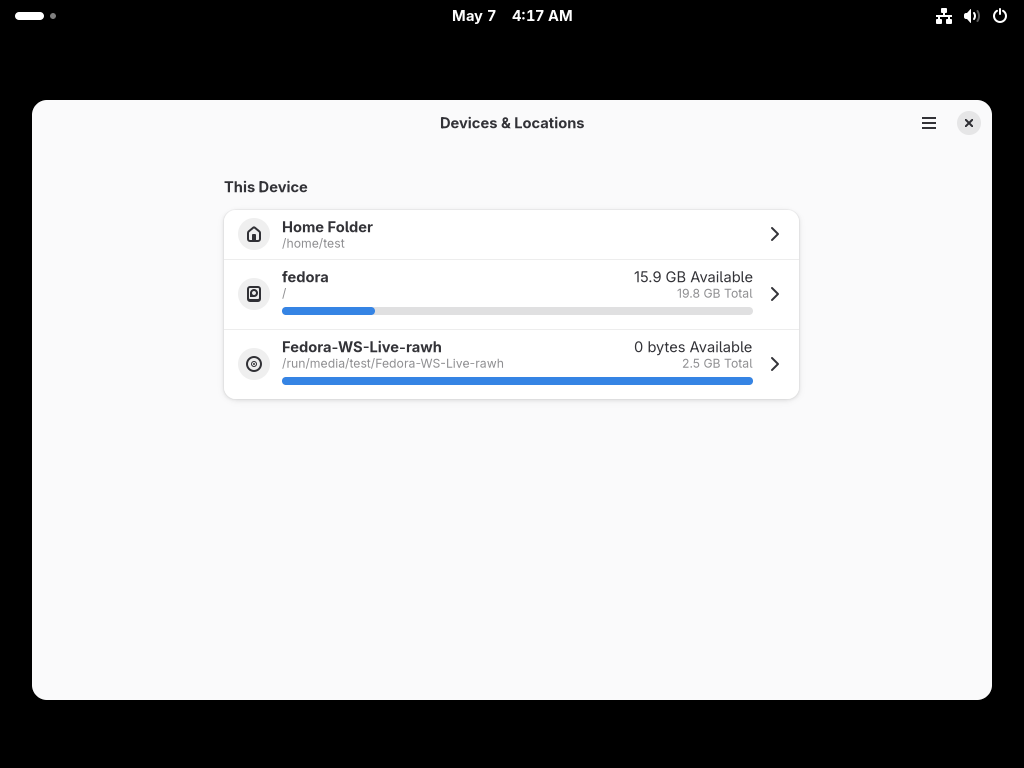 May 7 4:17 AM
Devices & Locations
This Device
Home Folder
/home/test
fedora
15.9 GB Available
/
19.8 GB Total
Fedora-WS-Live-rawh
0 bytes Available
/run/media/test/Fedora-WS-Live-rawh
2.5 GB Total